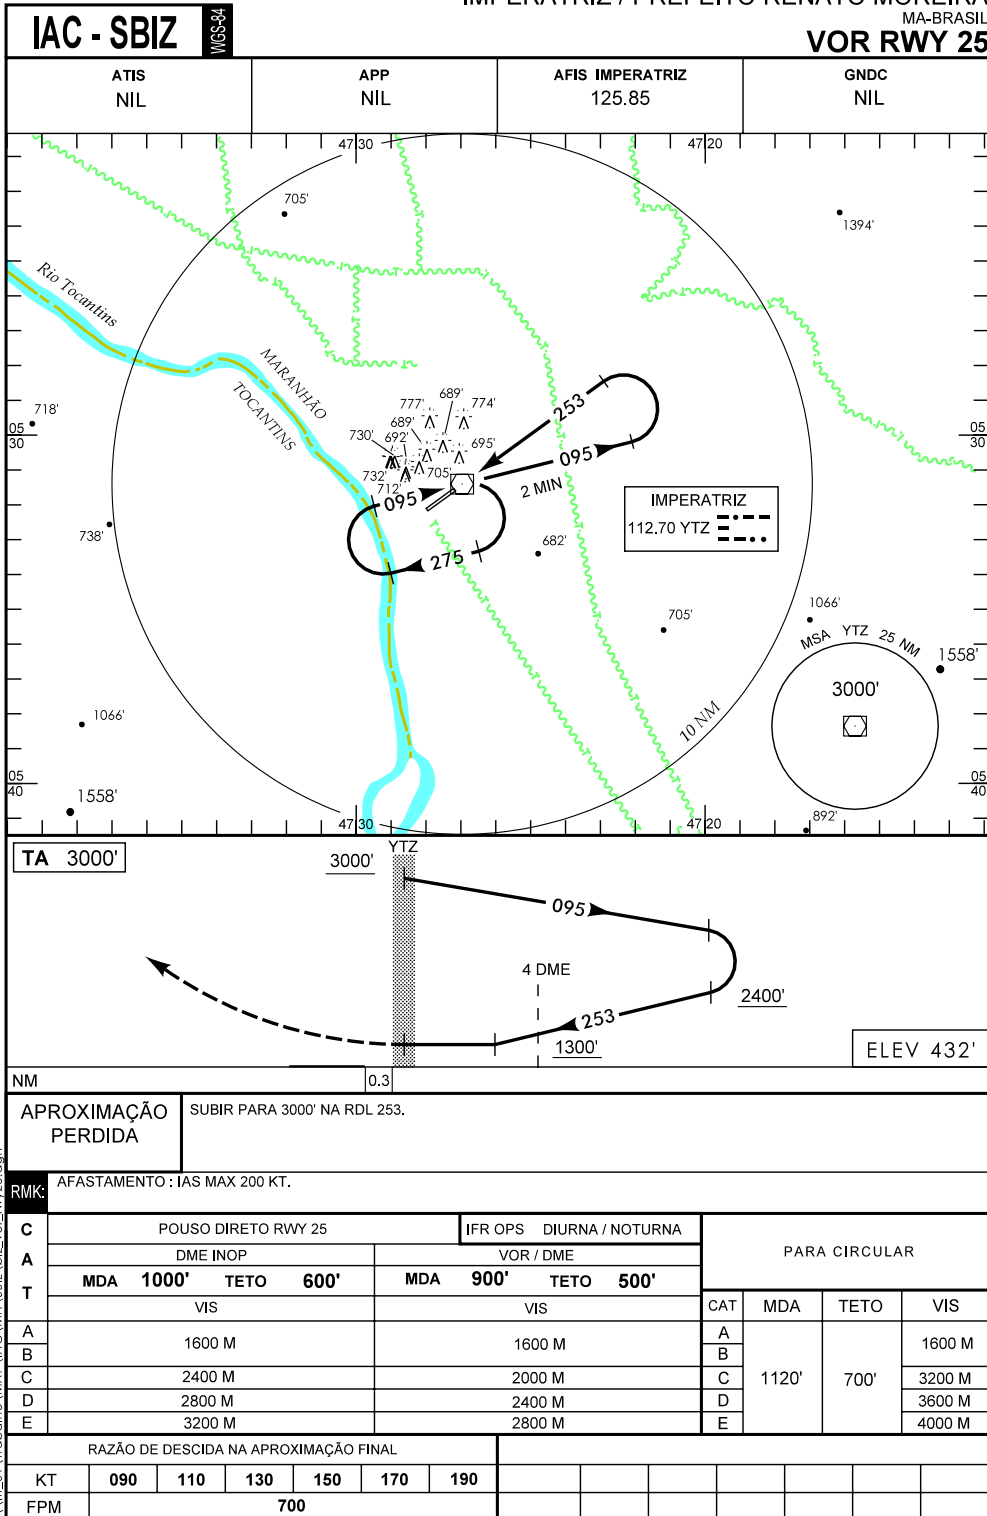 IMPERATRIZ / PREFEITO RENATO MOREIRA
MA-BRASIL
IAC - SBIZ
WGS-84
VOR RWY 25
ATIS
NIL
APP
NIL
AFIS IMPERATRIZ
125.85
GNDC
NIL
47 30
47 20
705'
1394'
Rio Tocantins
MARANHÃO
TOCANTINS
718'
05
30
05
30
777'
689'
774'
689'
730'
692'
695'
732'
705'
712'
253
095
2 MIN
095
275
IMPERATRIZ
112.70 YTZ
738'
682'
705'
1066'
MSA YTZ 25 NM
1558'
3000'
10 NM
1066'
1558'
05
40
05
40
892'
47 30
47 20
TA 3000'
YTZ
3000'
095
4 DME
2400'
253
1300'
ELEV 432'
NM
0.3
APROXIMAÇÃO
PERDIDA
SUBIR PARA 3000' NA RDL 253.
RMK:
AFASTAMENTO : IAS MAX 200 KT.
C
A
T
POUSO DIRETO RWY 25
IFR OPS DIURNA / NOTURNA
PARA CIRCULAR
DME INOP
VOR / DME
MDA 1000' TETO 600'
MDA 900' TETO 500'
VIS
VIS
CAT MDA TETO VIS
A
B
1600 M
1600 M
A
B
1600 M
C 2400 M 2000 M C 1120' 700' 3200 M
D 2800 M 2400 M D 3600 M
E 3200 M 2800 M E 4000 M
RAZÃO DE DESCIDA NA APROXIMAÇÃO FINAL
KT 090 110 130 150 170 190
FPM 700